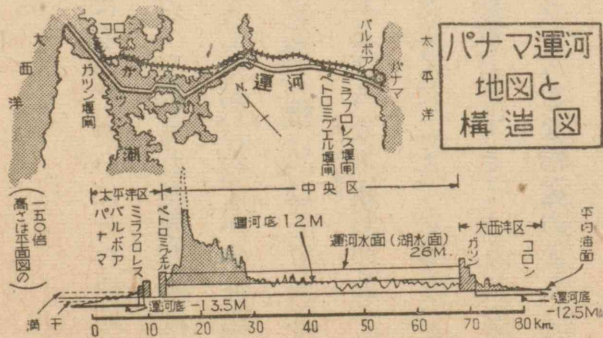 パナマ運河
地図と
構造図
大西洋
コロン
ガツン堰閘
ガツン湖
運河
N.
バルボア
パナマ
太平洋
ミラフロレス堰閘
ペトロミグエル堰閘
中央区
太平洋区
パナマ
バルボア
ミラフロレス
ペトロミグエル
高さは平面図の
一五〇倍
運河底12M
運河水面(湖水面)
26M.
大西洋区
ガツン
コロン
平均海面
満
干
運河底 -13.5M
運河底
-12.5M
0 10 20 30 40 50 60 70 80 Km.